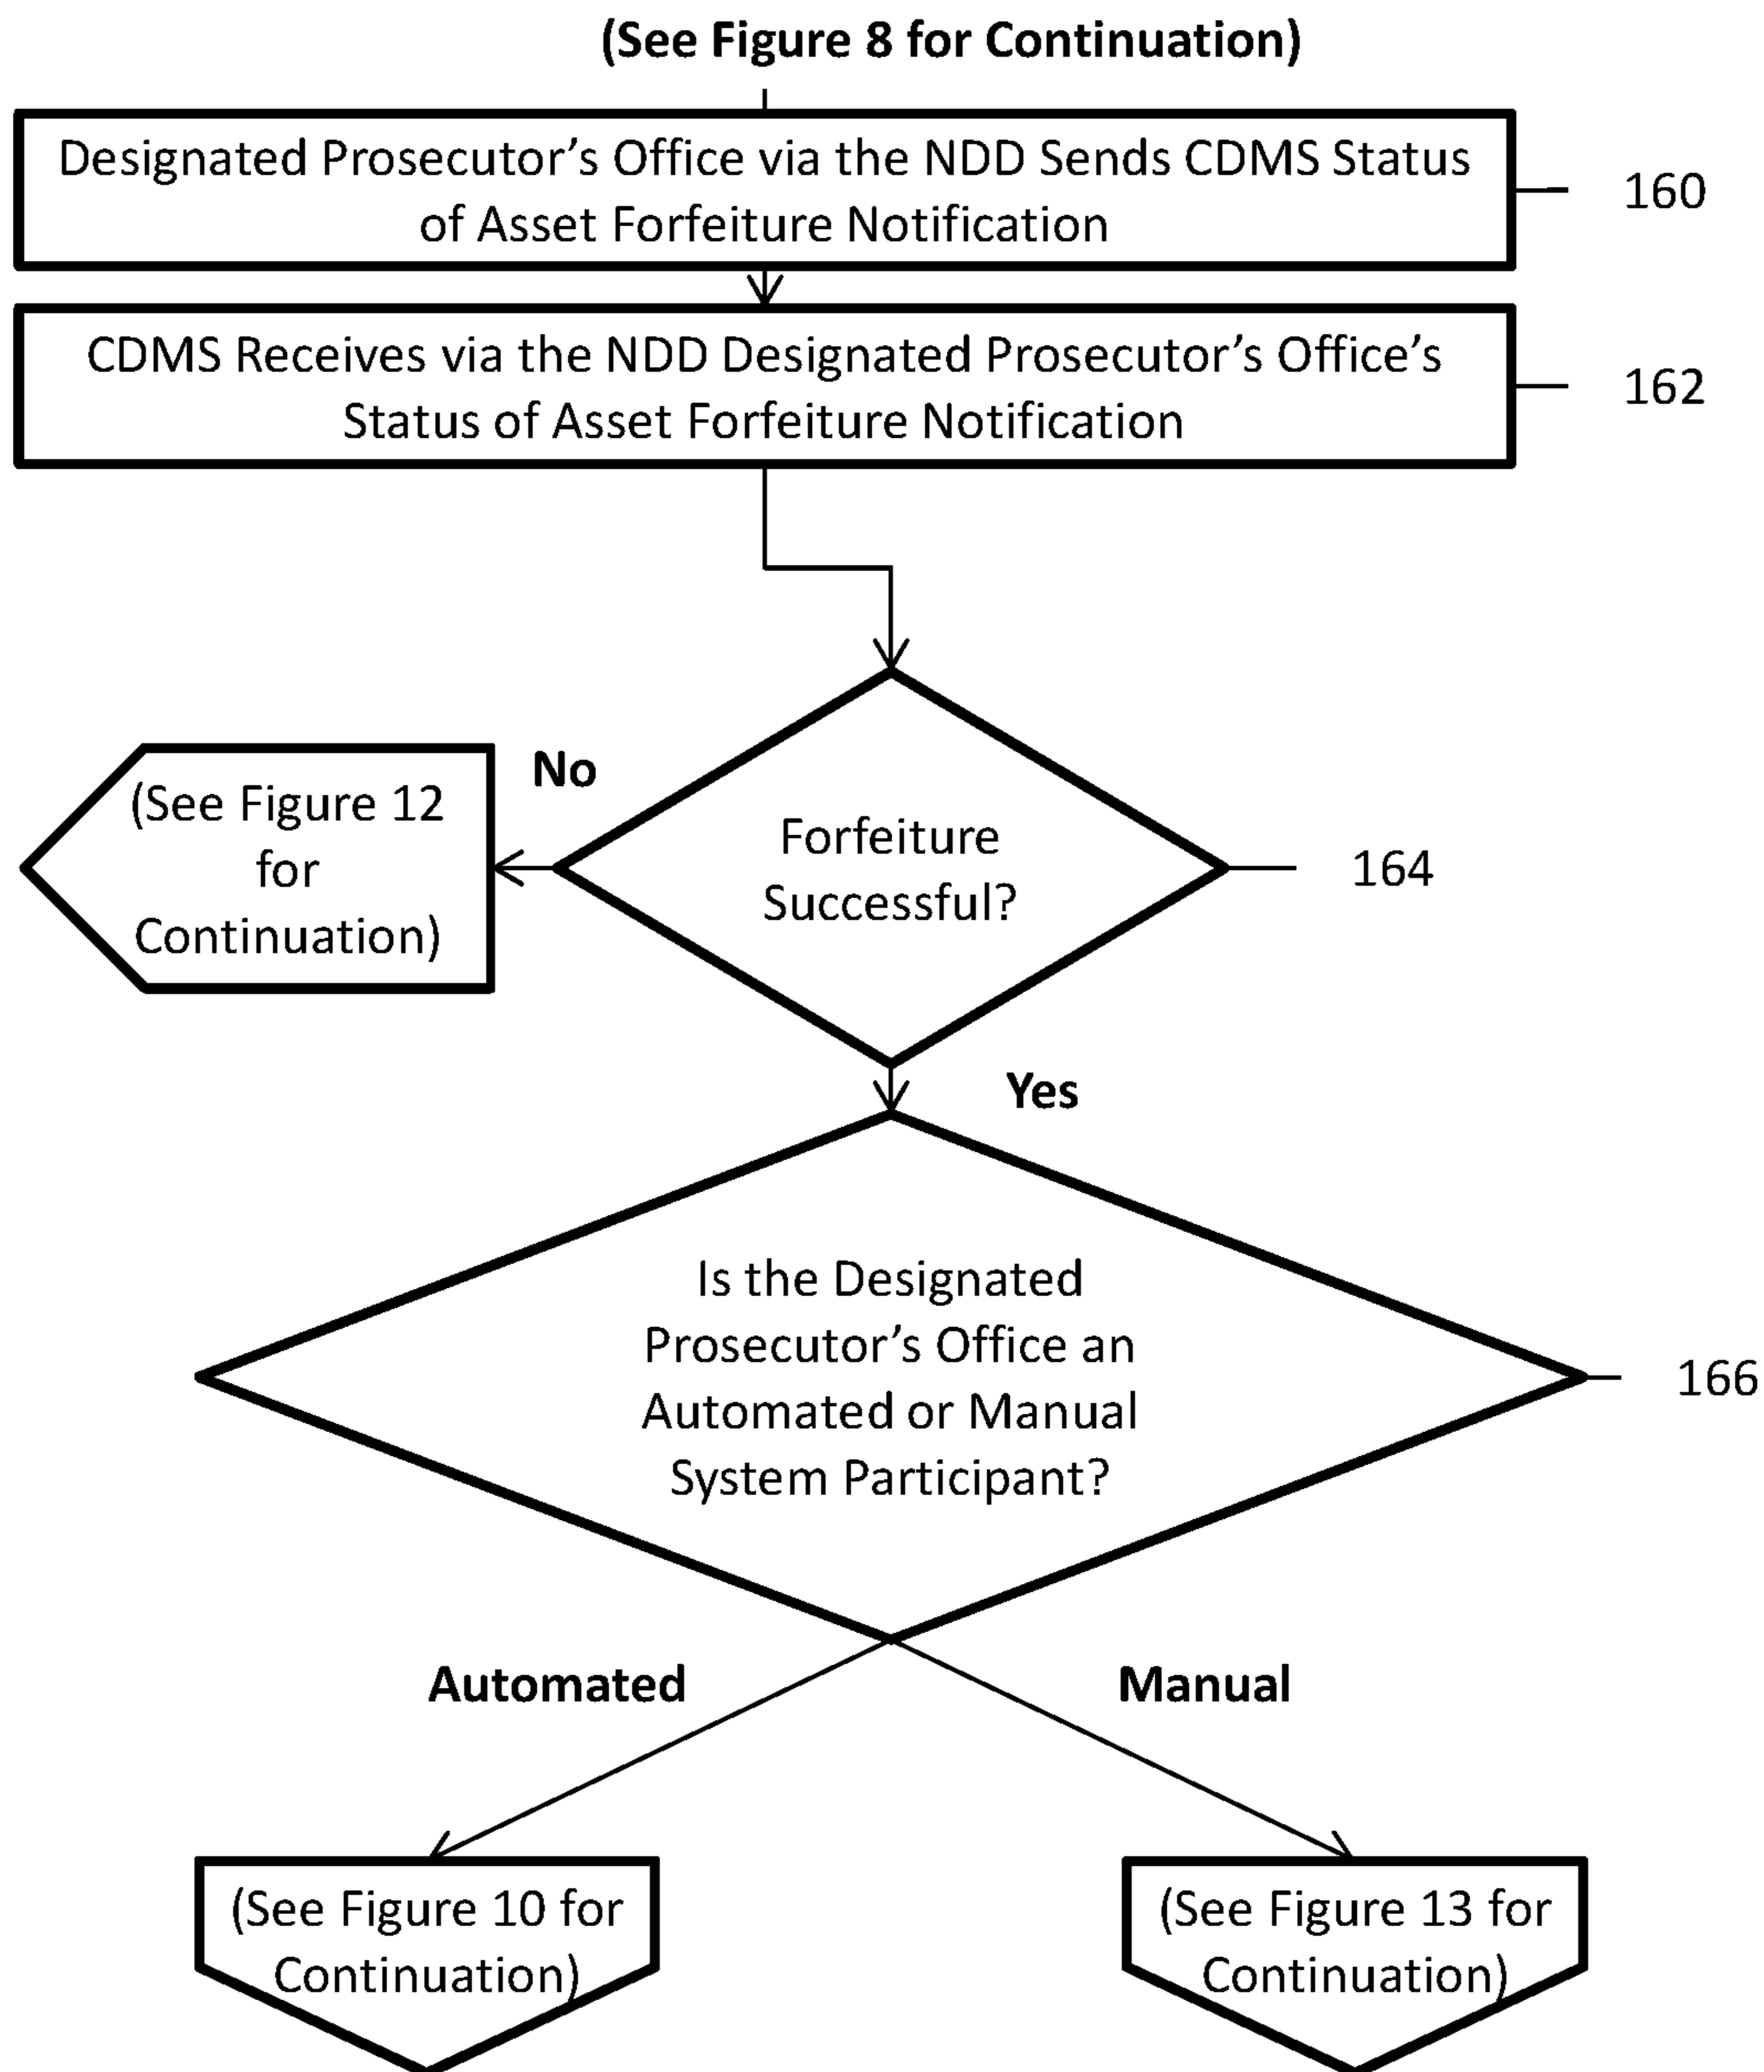 (See Figure 8 for Continuation)
Designated Prosecutor's Office via the NDD Sends CDMS Status
of Asset Forfeiture Notification
160
CDMS Receives via the NDD Designated Prosecutor's Office's
Status of Asset Forfeiture Notification
162
No
(See Figure 12
for
Continuation)
Forfeiture
Successful?
164
Yes
Is the Designated
Prosecutor's Office an
Automated or Manual
System Participant?
166
Automated
Manual
(See Figure 10 for
Continuation)
(See Figure 13 for
Continuation)